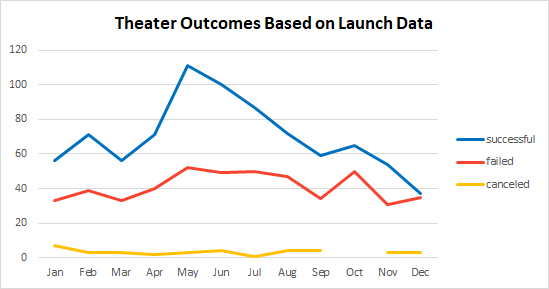 Theater Outcomes Based on Launch Data
120
100
80
60
40
20
0
Jan Feb Mar Apr May Jun Jul Aug Sep Oct Nov Dec
successful
failed
canceled